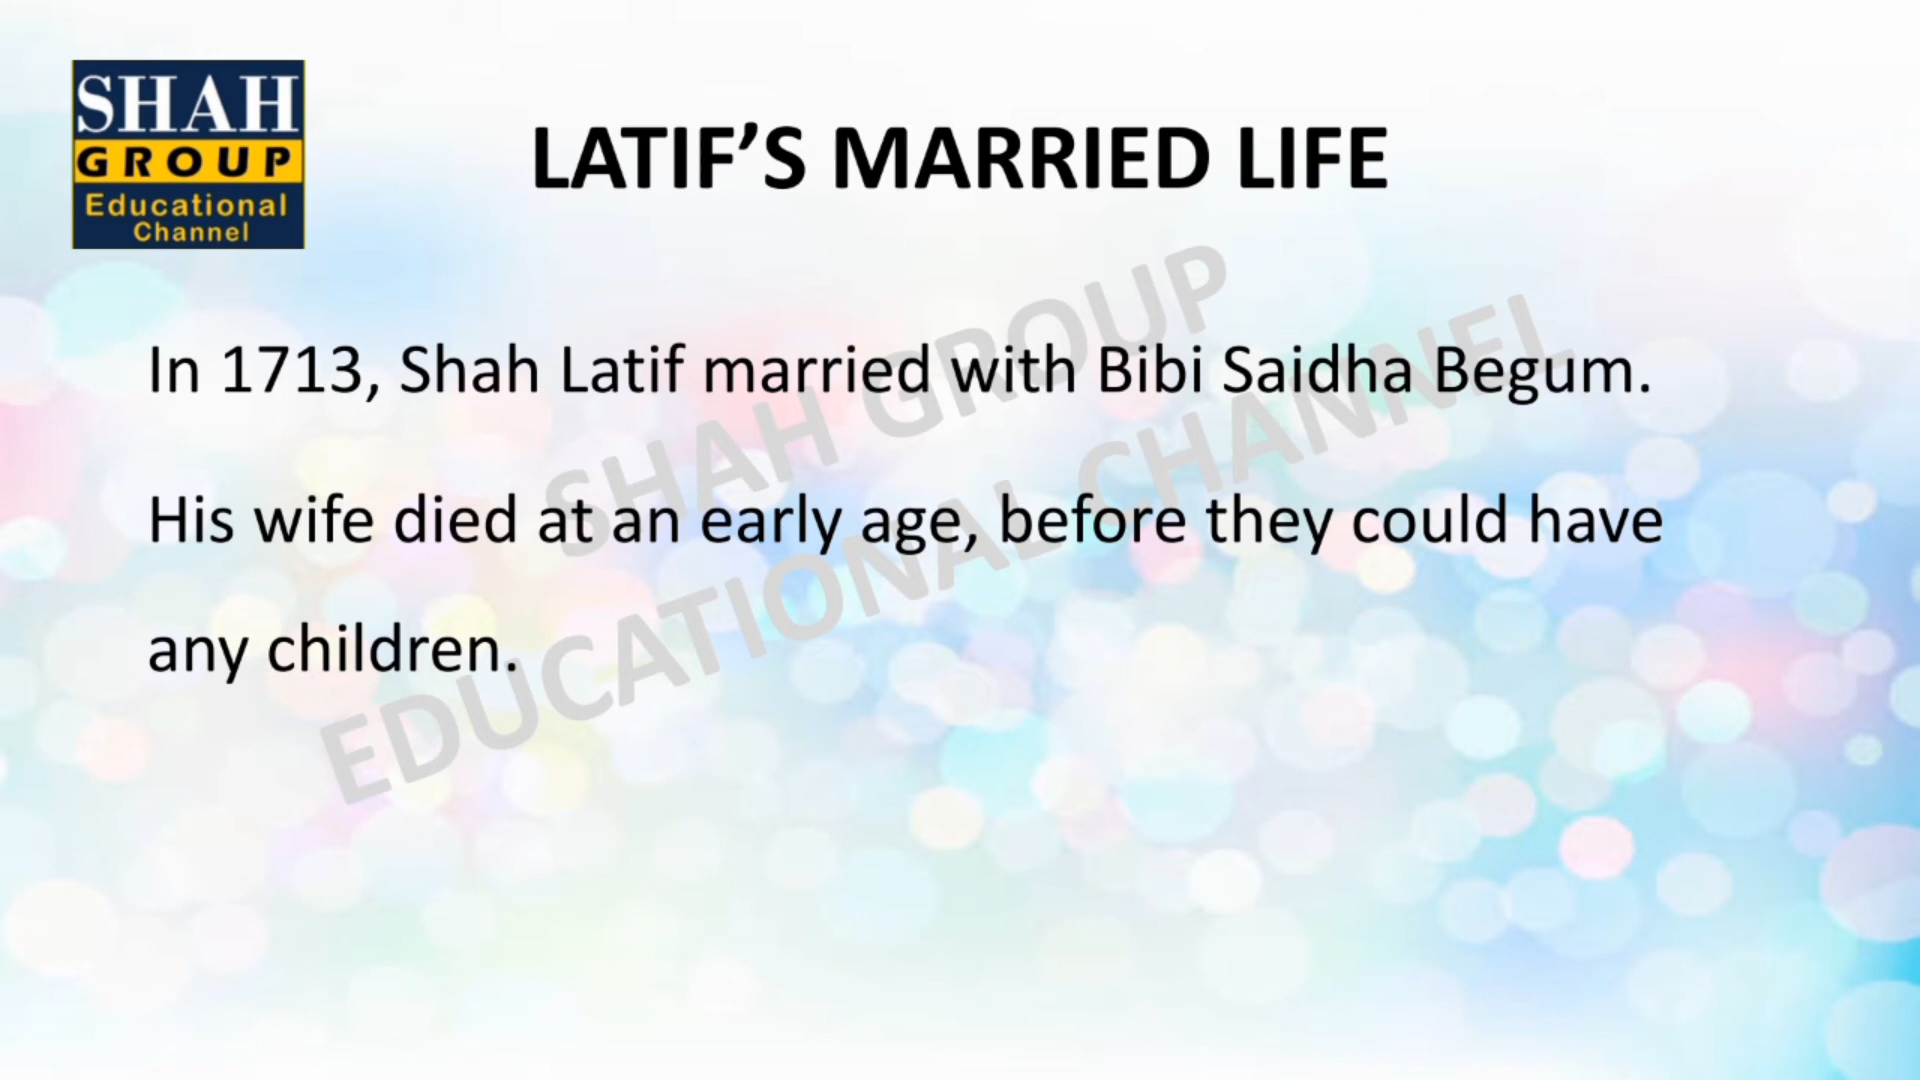 SHAH
GROUP
Educational
Channel
LATIF’S MARRIED LIFE
In 1713, Shah Latif married with Bibi Saidha Begum.
His wife died at an early age, before they could have
any children.
SHAH GROUP
EDUCATIONAL CHANNEL